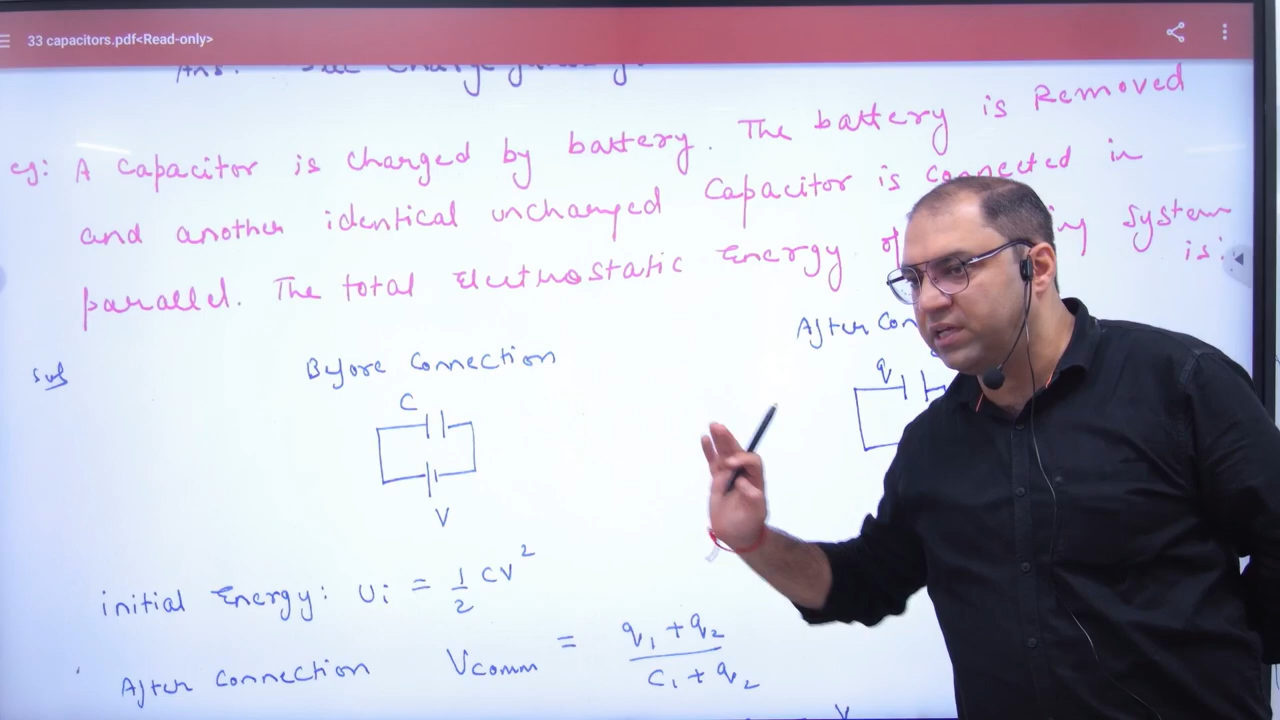 33 capacitors.pdf<Read-only>
eg: A capacitor is charged by battery. The battery is Removed
and another identical uncharged capacitor is connected in
parallel. The total Electrostatic Energy of system is:
Before Connection
After Con
C
q
V
initial Energy: Ui = 1/2 CV²
After Connection Vcomm = q₁ + q₂ / C₁ + q₂
V